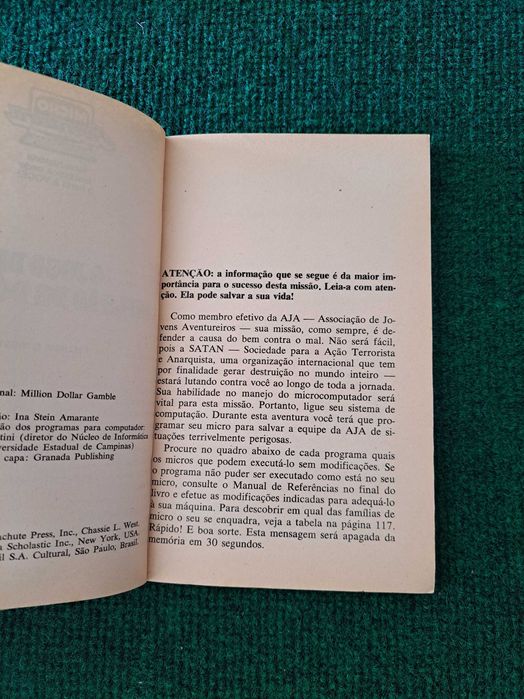 nal: Million Dollar Gamble
ão: Ina Stein Amarante
ão dos programas para computador:
tini (diretor do Núcleo de Informática
versidade Estadual de Campinas)
capa: Granada Publishing
achute Press, Inc., Chassie L. West.
Scholastic Inc., New York, USA.
il S.A. Cultural, São Paulo, Brasil.
ATENÇÃO: a informação que se segue é da maior im-
portância para o sucesso desta missão. Leia-a com aten-
ção. Ela pode salvar a sua vida!
Como membro efetivo da AJA — Associação de Jo-
vens Aventureiros — sua missão, como sempre, é de-
fender a causa do bem contra o mal. Não será fácil,
pois a SATAN — Sociedade para a Ação Terrorista
e Anarquista, uma organização internacional que tem
por finalidade gerar destruição no mundo inteiro —
estará lutando contra você ao longo de toda a jornada.
Sua habilidade no manejo do microcomputador será
vital para esta missão. Portanto, ligue seu sistema de
computação. Durante esta aventura você terá que pro-
gramar seu micro para salvar a equipe da AJA de si-
tuações terrivelmente perigosas.
Procure no quadro abaixo de cada programa quais
os micros que podem executá-lo sem modificações. Se
o programa não puder ser executado como está no seu
micro, consulte o Manual de Referências no final do
livro e efetue as modificações indicadas para adequá-lo
à sua máquina. Para descobrir em qual das famílias de
micro o seu se enquadra, veja a tabela na página 117.
Rápido! E boa sorte. Esta mensagem será apagada da
memória em 30 segundos.